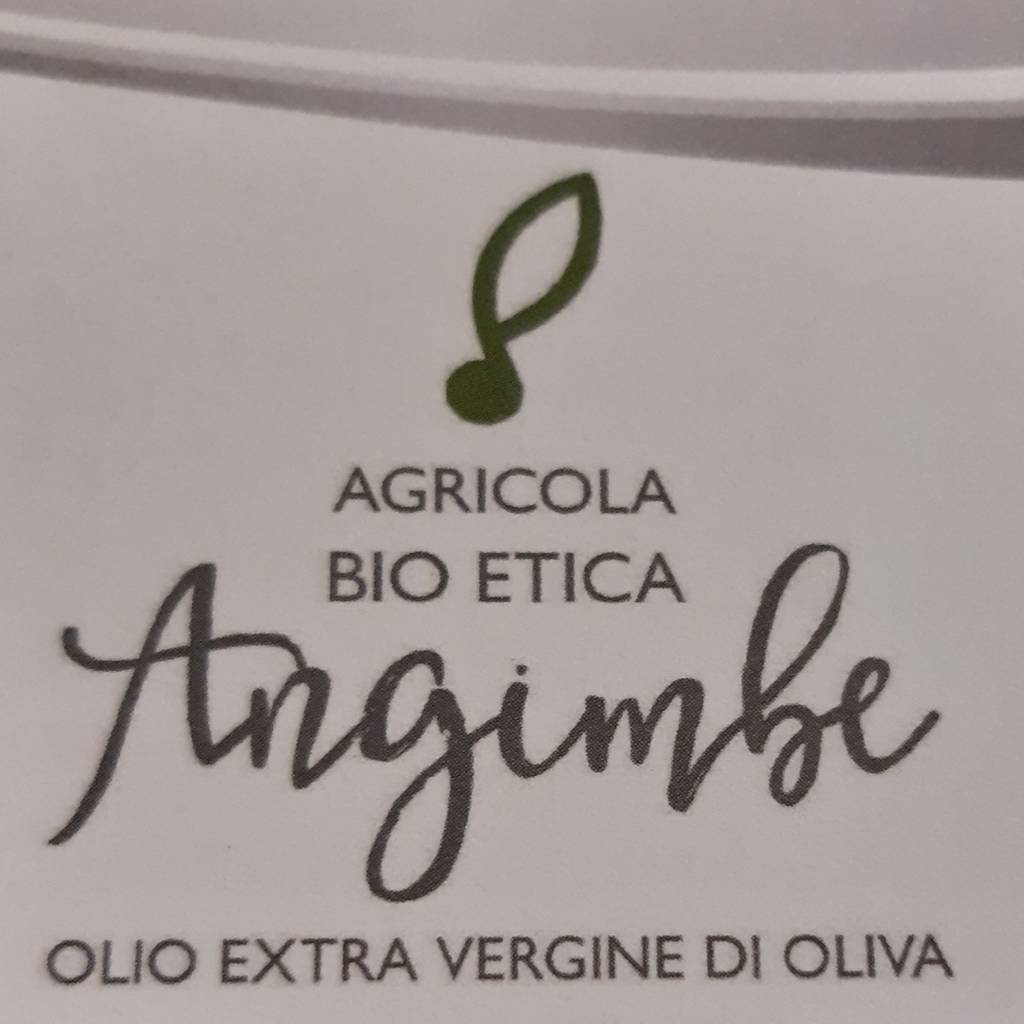 AGRICOLA
BIO ETICA
Angimbe
OLIO EXTRA VERGINE DI OLIVA